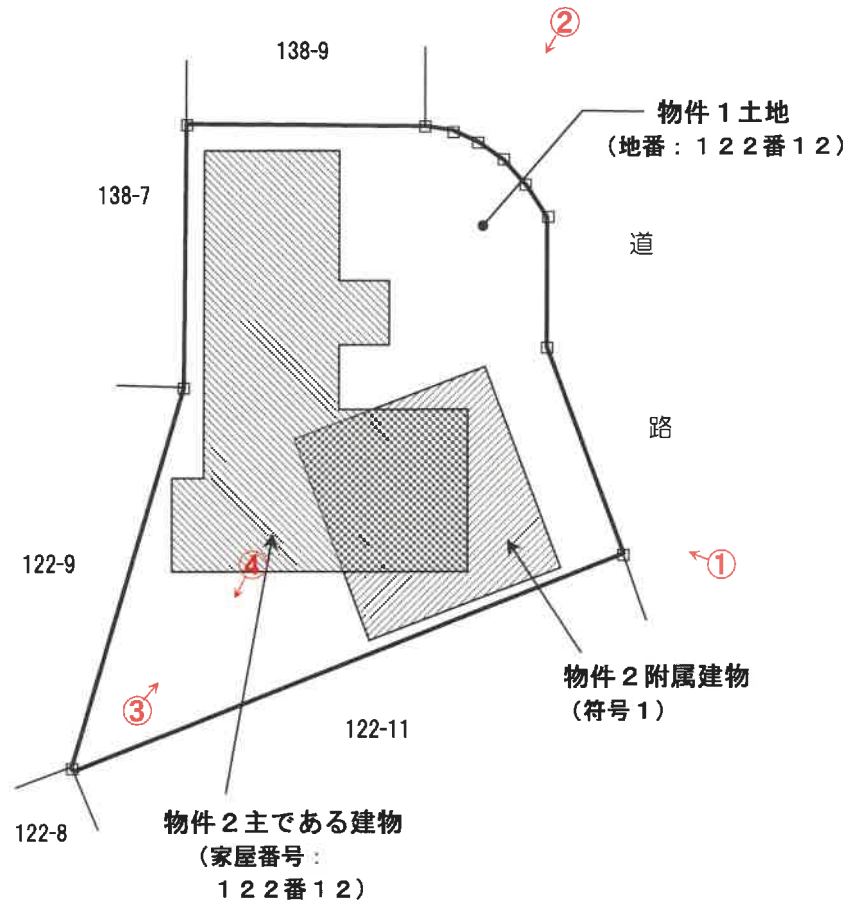 ②
138-9
物件１土地
（地番：１２２番１２）
138-7
道
路
122-9
④
①
物件２附属建物
（符号１）
③
122-11
122-8
物件２主である建物
（家屋番号：
１２２番１２）